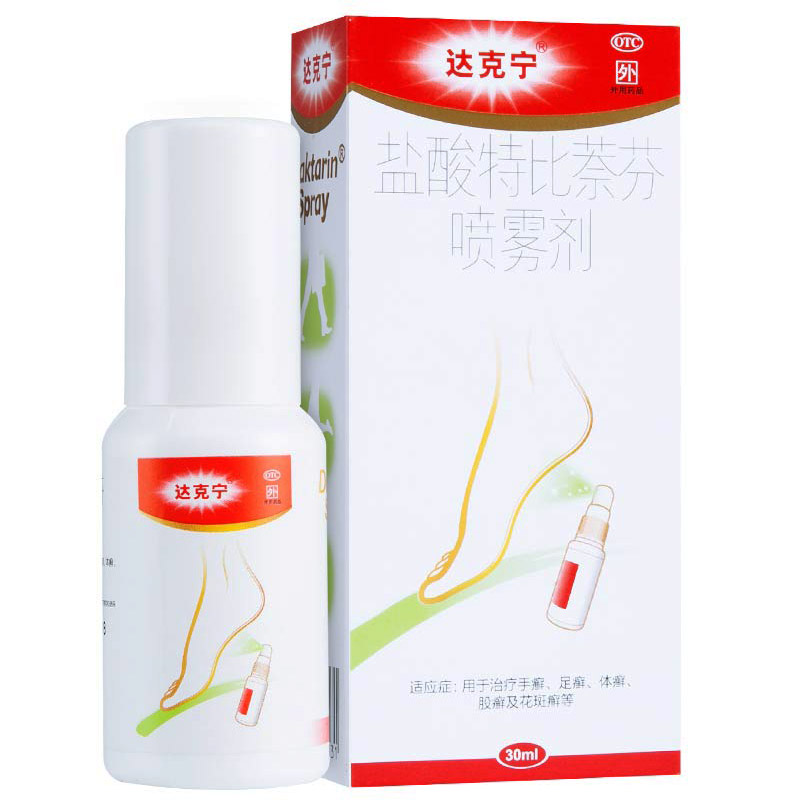 达克宁®
OTC
外
外用药品
盐酸特比萘芬
喷雾剂
适应症：用于治疗手癣、足癣、体癣、
股癣及花斑癣等
30ml
达克宁
aktarin®
Spray
达克宁
OTC
外